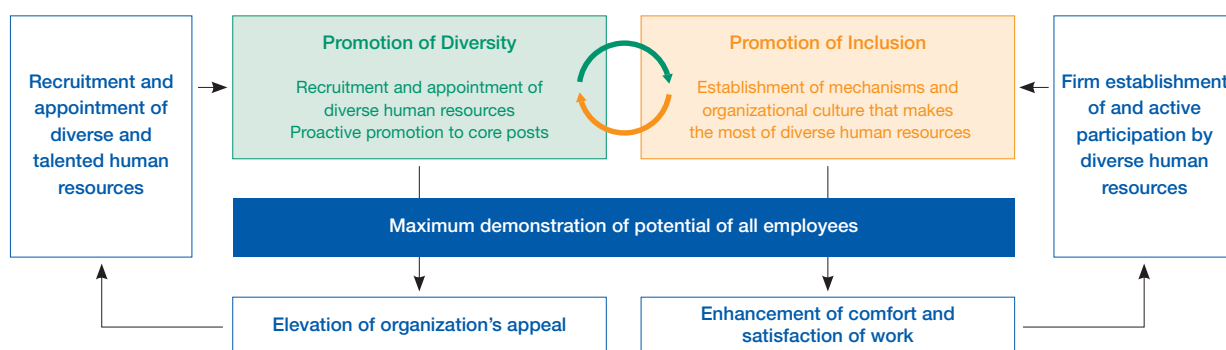 Recruitment and
appointment of
diverse and
talented human
resources
Promotion of Diversity
Recruitment and appointment of
diverse human resources
Proactive promotion to core posts
Promotion of Inclusion
Establishment of mechanisms and
organizational culture that makes
the most of diverse human resources
Firm establishment
of and active
participation by
diverse human
resources
Maximum demonstration of potential of all employees
Elevation of organization’s appeal
Enhancement of comfort and
satisfaction of work